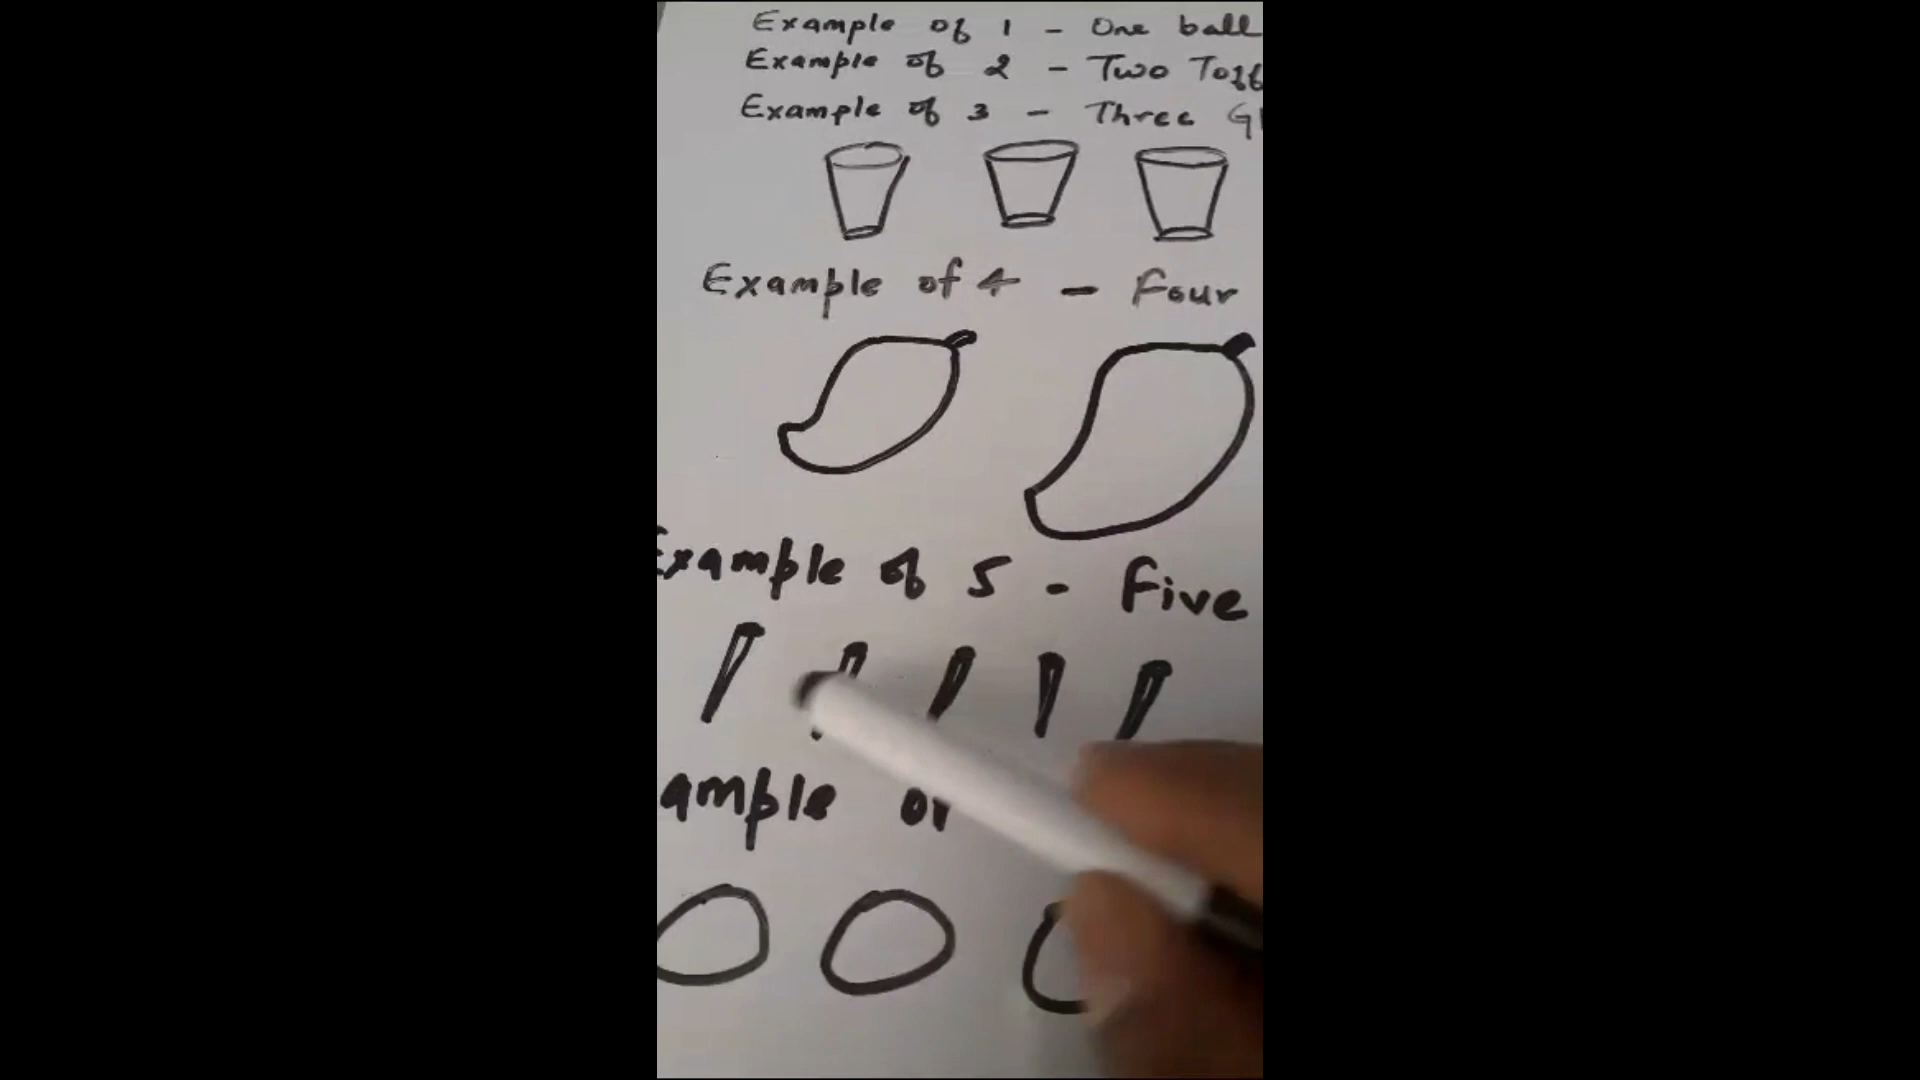 Example of 1 - One ball
Example of 2 - Two
Example of 3 - Three
Example of 4 - Four
Example of 5 - Five